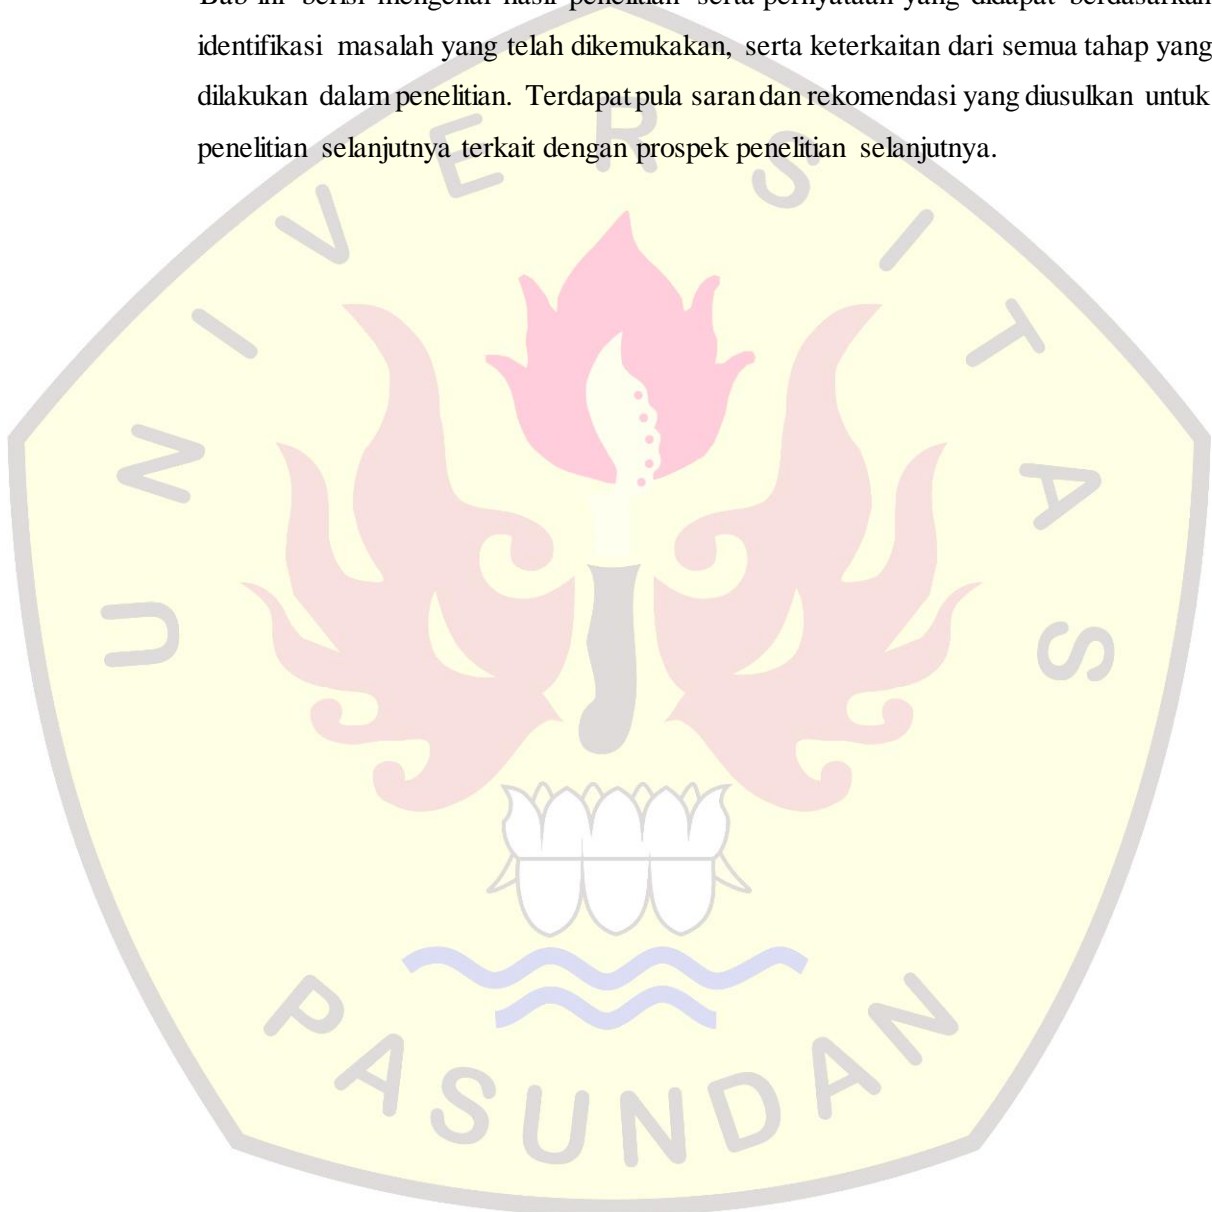 Bab ini berisi mengenai hasil penelitian serta pernyataan yang didapat berdasarkan
identifikasi masalah yang telah dikemukakan, serta keterkaitan dari semua tahap yang
dilakukan dalam penelitian. Terdapat pula saran dan rekomendasi yang diusulkan untuk
penelitian selanjutnya terkait dengan prospek penelitian selanjutnya.
UNIVERSITAS
PASUNDAN